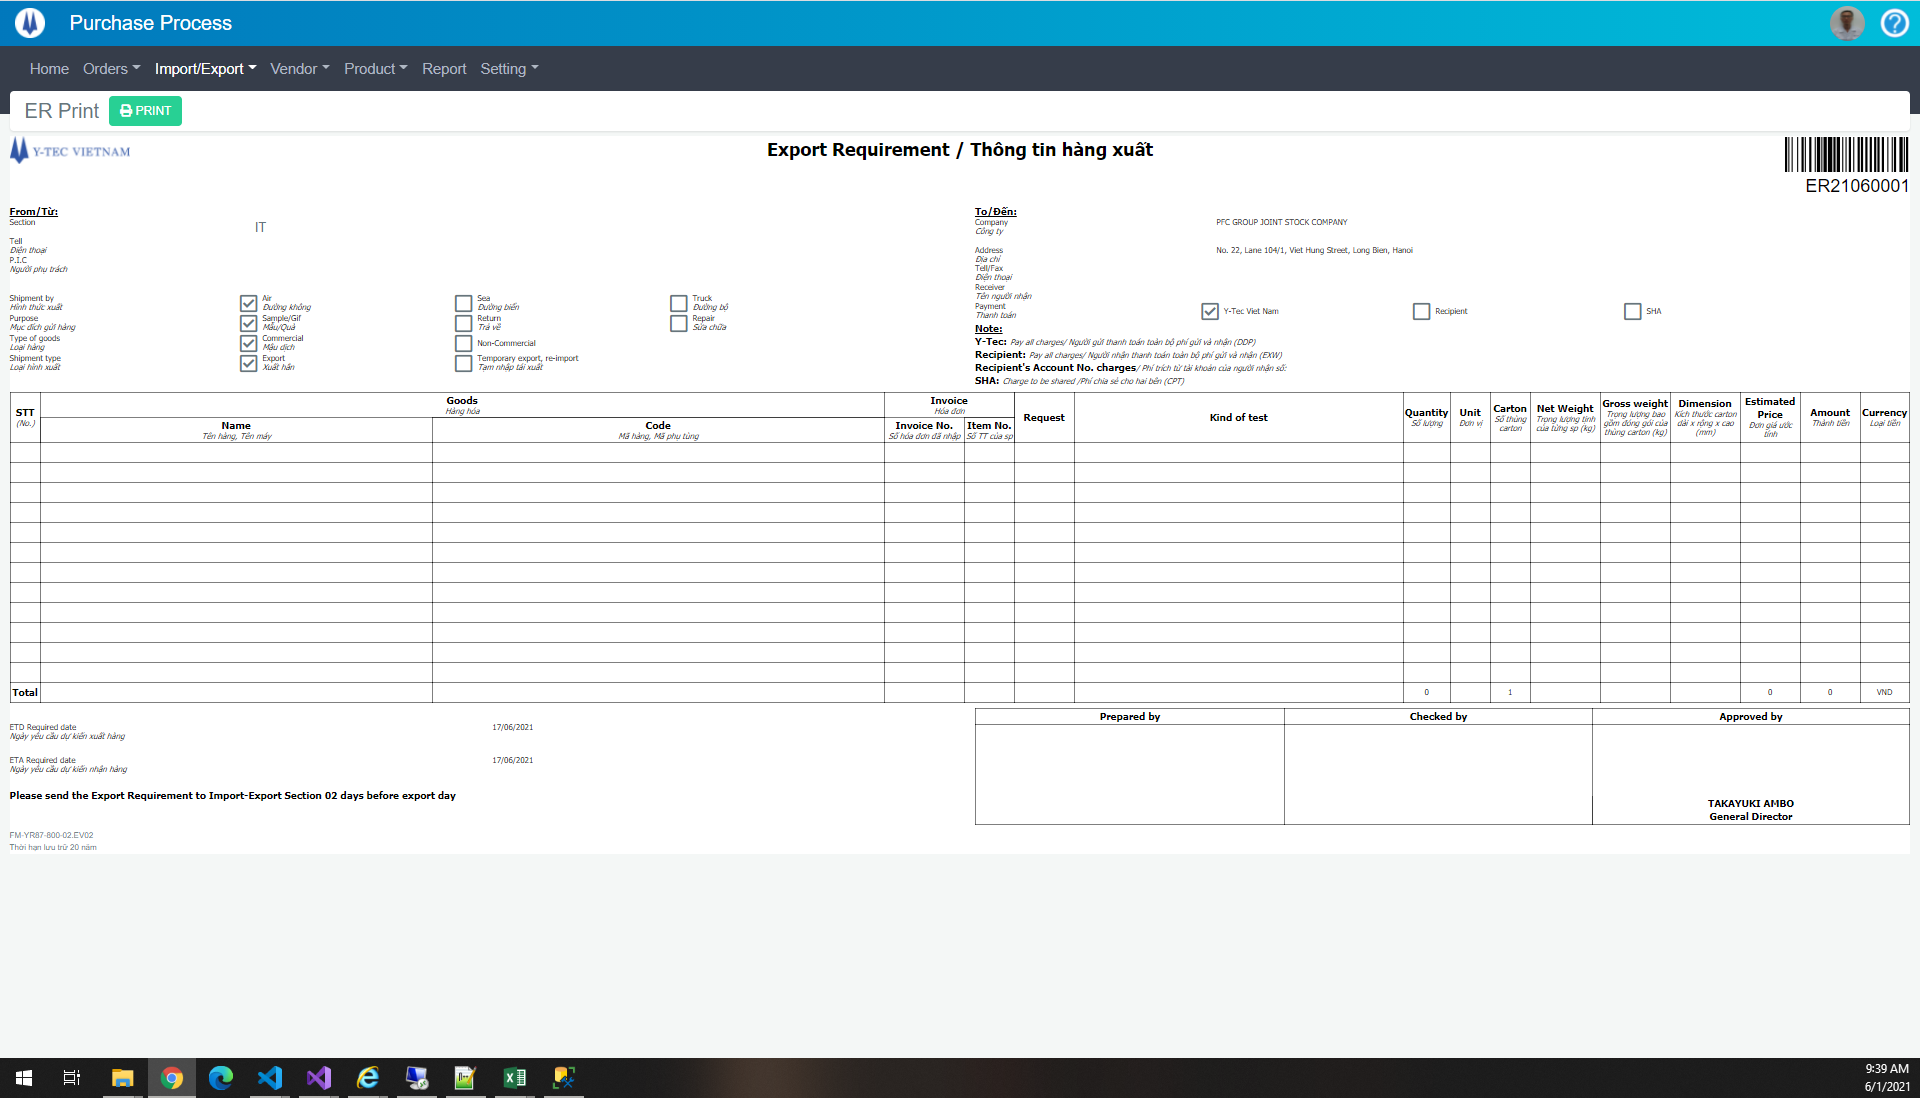 Purchase Process
Home Orders Import/Export Vendor Product Report Setting
ER Print PRINT
Y-TEC VIETNAM
Export Requirement / Thông tin hàng xuất
ER21060001
From/Từ:
Section IT
Tell
Điện thoại
P.I.C
Người phụ trách
To/Đến:
Company PFC GROUP JOINT STOCK COMPANY
Công ty
Address No. 22, Lane 104/1, Viet Hung Street, Long Bien, Hanoi
Địa chỉ
Tell/Fax
Điện thoại
Receiver
Tên người nhận
Payment Y-Tec Viet Nam Recipient SHA
Thanh toán
Shipment by Air Sea Truck
Hình thức xuất Đường không Đường biển Đường bộ
Purpose Sample/Gif Return Repair
Mục đích gửi hàng Mẫu/Quà Trả về Sửa chữa
Type of goods Commercial Non-Commercial
Loại hàng Mậu dịch
Shipment type Export Temporary export, re-import
Loại hình xuất Xuất hẳn Tạm nhập tái xuất
Note:
Y-Tec: Pay all charges/ Người gửi thanh toán toàn bộ phí gửi và nhận (DDP)
Recipient: Pay all charges/ Người nhận thanh toán toàn bộ phí gửi và nhận (EXW)
Recipient's Account No. charges/ Phí trích từ tài khoản của người nhận số:
SHA: Charge to be shared /Phí chia sẻ cho hai bên (CPT)
STT
(No.)
Goods
Hàng hóa
Name
Tên hàng, Tên máy
Code
Mã hàng, Mã phụ tùng
Invoice
Hóa đơn
Invoice No.
Số hóa đơn đã nhập
Item No.
Số TT của sp
Request
Kind of test
Quantity
Số lượng
Unit
Đơn vị
Carton
Số thùng
carton
Net Weight
Trọng lượng tịnh
của từng sp (kg)
Gross weight
Trọng lượng bao
gồm đóng gói của
thùng carton (kg)
Dimension
Kích thước carton
dài x rộng x cao
(mm)
Estimated
Price
Đơn giá ước
tính
Amount
Thành tiền
Currency
Loại tiền
Total 0 1 0 0 VND
ETD Required date 17/06/2021
Ngày yêu cầu dự kiến xuất hàng
ETA Required date 17/06/2021
Ngày yêu cầu dự kiến nhận hàng
Please send the Export Requirement to Import-Export Section 02 days before export day
Prepared by Checked by Approved by
TAKAYUKI AMBO
General Director
FM-YR87-800-02.EV02
Thời hạn lưu trữ 20 năm
9:39 AM
6/1/2021